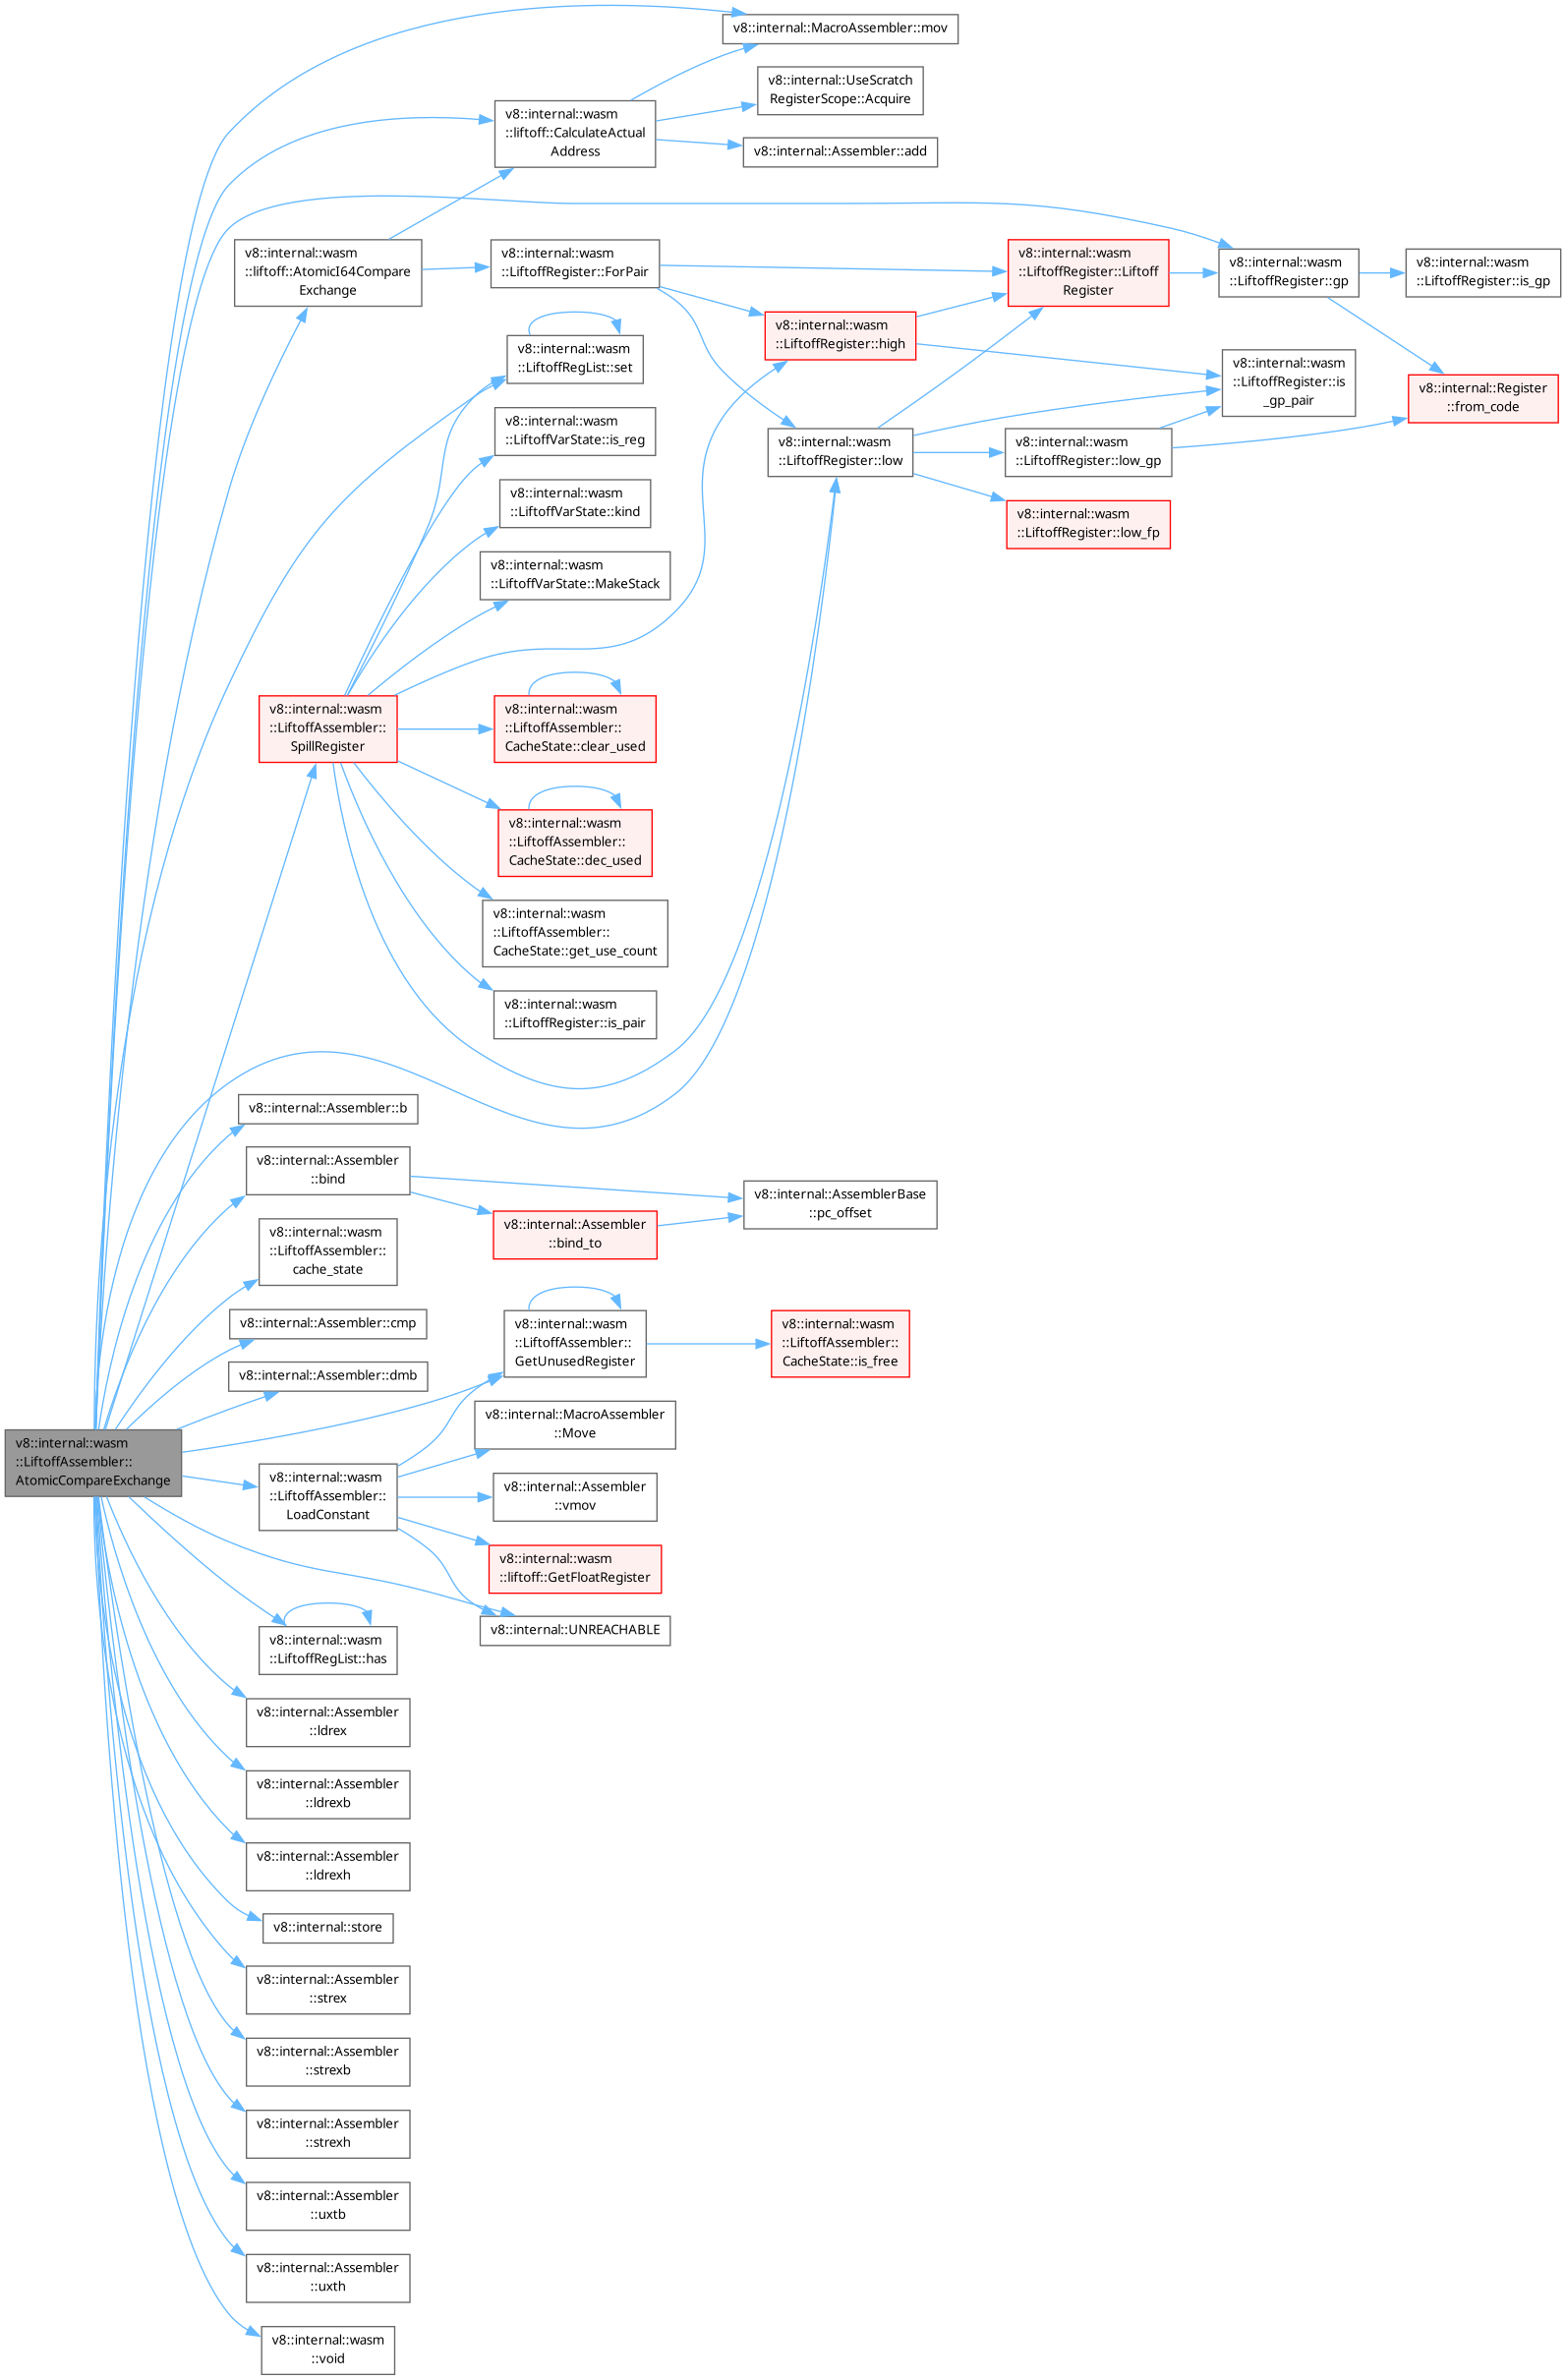 v8::internal::MacroAssembler::mov
v8::internal::UseScratch
RegisterScope::Acquire
v8::internal::wasm
::liftoff::CalculateActual
Address
v8::internal::Assembler::add
v8::internal::wasm
::liftoff::AtomicI64Compare
Exchange
v8::internal::wasm
::LiftoffRegister::ForPair
v8::internal::wasm
::LiftoffRegister::Liftoff
Register
v8::internal::wasm
::LiftoffRegister::gp
v8::internal::wasm
::LiftoffRegister::is_gp
v8::internal::wasm
::LiftoffRegister::high
v8::internal::wasm
::LiftoffRegList::set
v8::internal::wasm
::LiftoffRegister::is
_gp_pair
v8::internal::Register
::from_code
v8::internal::wasm
::LiftoffVarState::is_reg
v8::internal::wasm
::LiftoffRegister::low
v8::internal::wasm
::LiftoffRegister::low_gp
v8::internal::wasm
::LiftoffVarState::kind
v8::internal::wasm
::LiftoffRegister::low_fp
v8::internal::wasm
::LiftoffVarState::MakeStack
v8::internal::wasm
::LiftoffAssembler::
SpillRegister
v8::internal::wasm
::LiftoffAssembler::
CacheState::clear_used
v8::internal::wasm
::LiftoffAssembler::
CacheState::dec_used
v8::internal::wasm
::LiftoffAssembler::
CacheState::get_use_count
v8::internal::wasm
::LiftoffRegister::is_pair
v8::internal::Assembler::b
v8::internal::Assembler
::bind
v8::internal::AssemblerBase
::pc_offset
v8::internal::Assembler
::bind_to
v8::internal::wasm
::LiftoffAssembler::
cache_state
v8::internal::Assembler::cmp
v8::internal::wasm
::LiftoffAssembler::
GetUnusedRegister
v8::internal::wasm
::LiftoffAssembler::
CacheState::is_free
v8::internal::Assembler::dmb
v8::internal::MacroAssembler
::Move
v8::internal::wasm
::LiftoffAssembler::
AtomicCompareExchange
v8::internal::wasm
::LiftoffAssembler::
LoadConstant
v8::internal::Assembler
::vmov
v8::internal::wasm
::liftoff::GetFloatRegister
v8::internal::UNREACHABLE
v8::internal::wasm
::LiftoffRegList::has
v8::internal::Assembler
::ldrex
v8::internal::Assembler
::ldrexb
v8::internal::Assembler
::ldrexh
v8::internal::store
v8::internal::Assembler
::strex
v8::internal::Assembler
::strexb
v8::internal::Assembler
::strexh
v8::internal::Assembler
::uxtb
v8::internal::Assembler
::uxth
v8::internal::wasm
::void